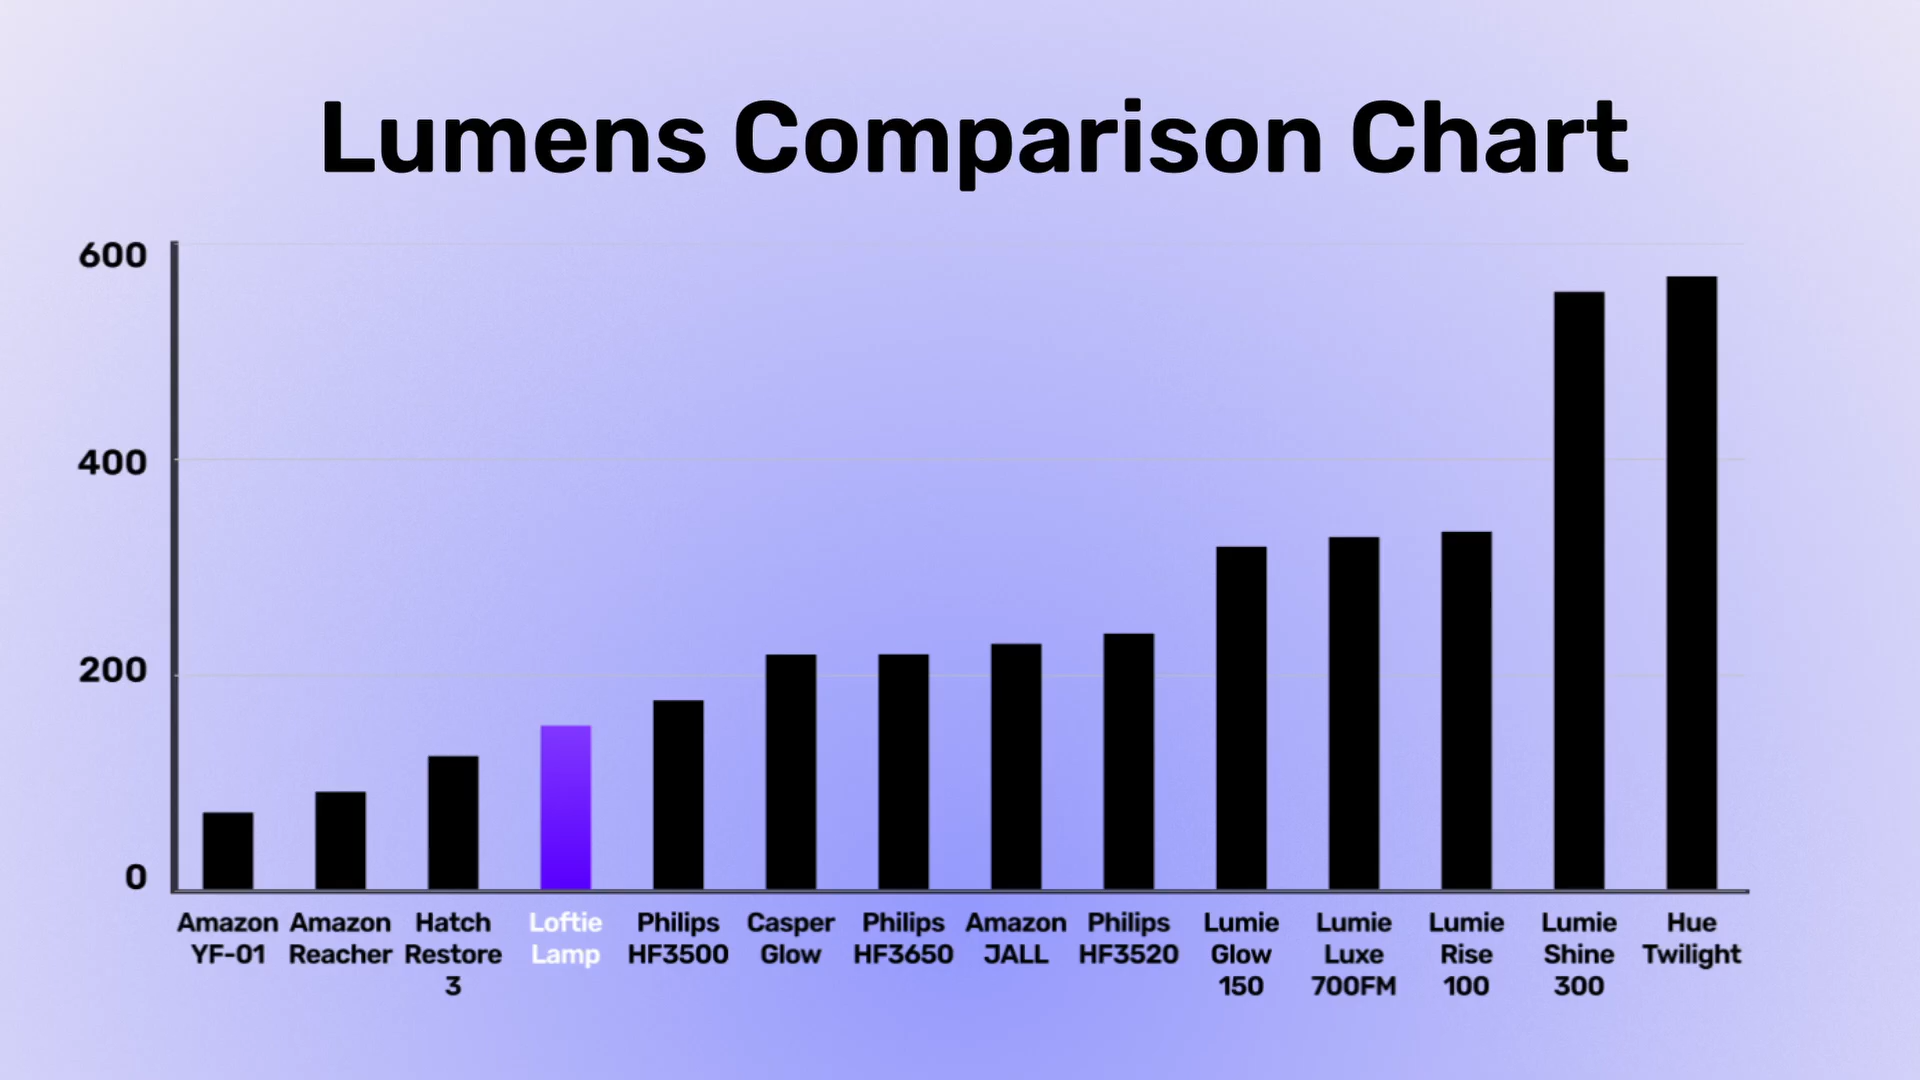 Lumens Comparison Chart
600
400
200
0
Amazon YF-01
Amazon Reacher
Hatch Restore 3
Loftie Lamp
Philips HF3500
Casper Glow
Philips HF3650
Amazon JALL
Philips HF3520
Lumie Glow 150
Lumie Luxe 700FM
Lumie Rise 100
Lumie Shine 300
Hue Twilight